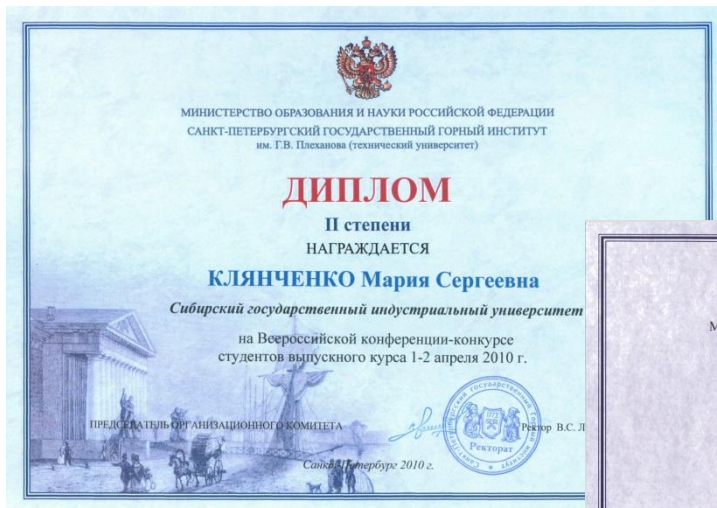 МИНИСТЕРСТВО ОБРАЗОВАНИЯ И НАУКИ РОССИЙСКОЙ ФЕДЕРАЦИИ
САНКТ-ПЕТЕРБУРГСКИЙ ГОСУДАРСТВЕННЫЙ ГОРНЫЙ ИНСТИТУТ
им. Г.В. Плеханова (технический университет)
ДИПЛОМ
II степени
НАГРАЖДАЕТСЯ
КЛЯНЧЕНКО Мария Сергеевна
Сибирский государственный индустриальный университет
на Всероссийской конференции-конкурсе
студентов выпускного курса 1-2 апреля 2010 г.
ПРЕДСЕДАТЕЛЬ ОРГАНИЗАЦИОННОГО КОМИТЕТА
Ректор В.С. Л
Ректорат
1773
Санкт-Петербург 2010 г.
М